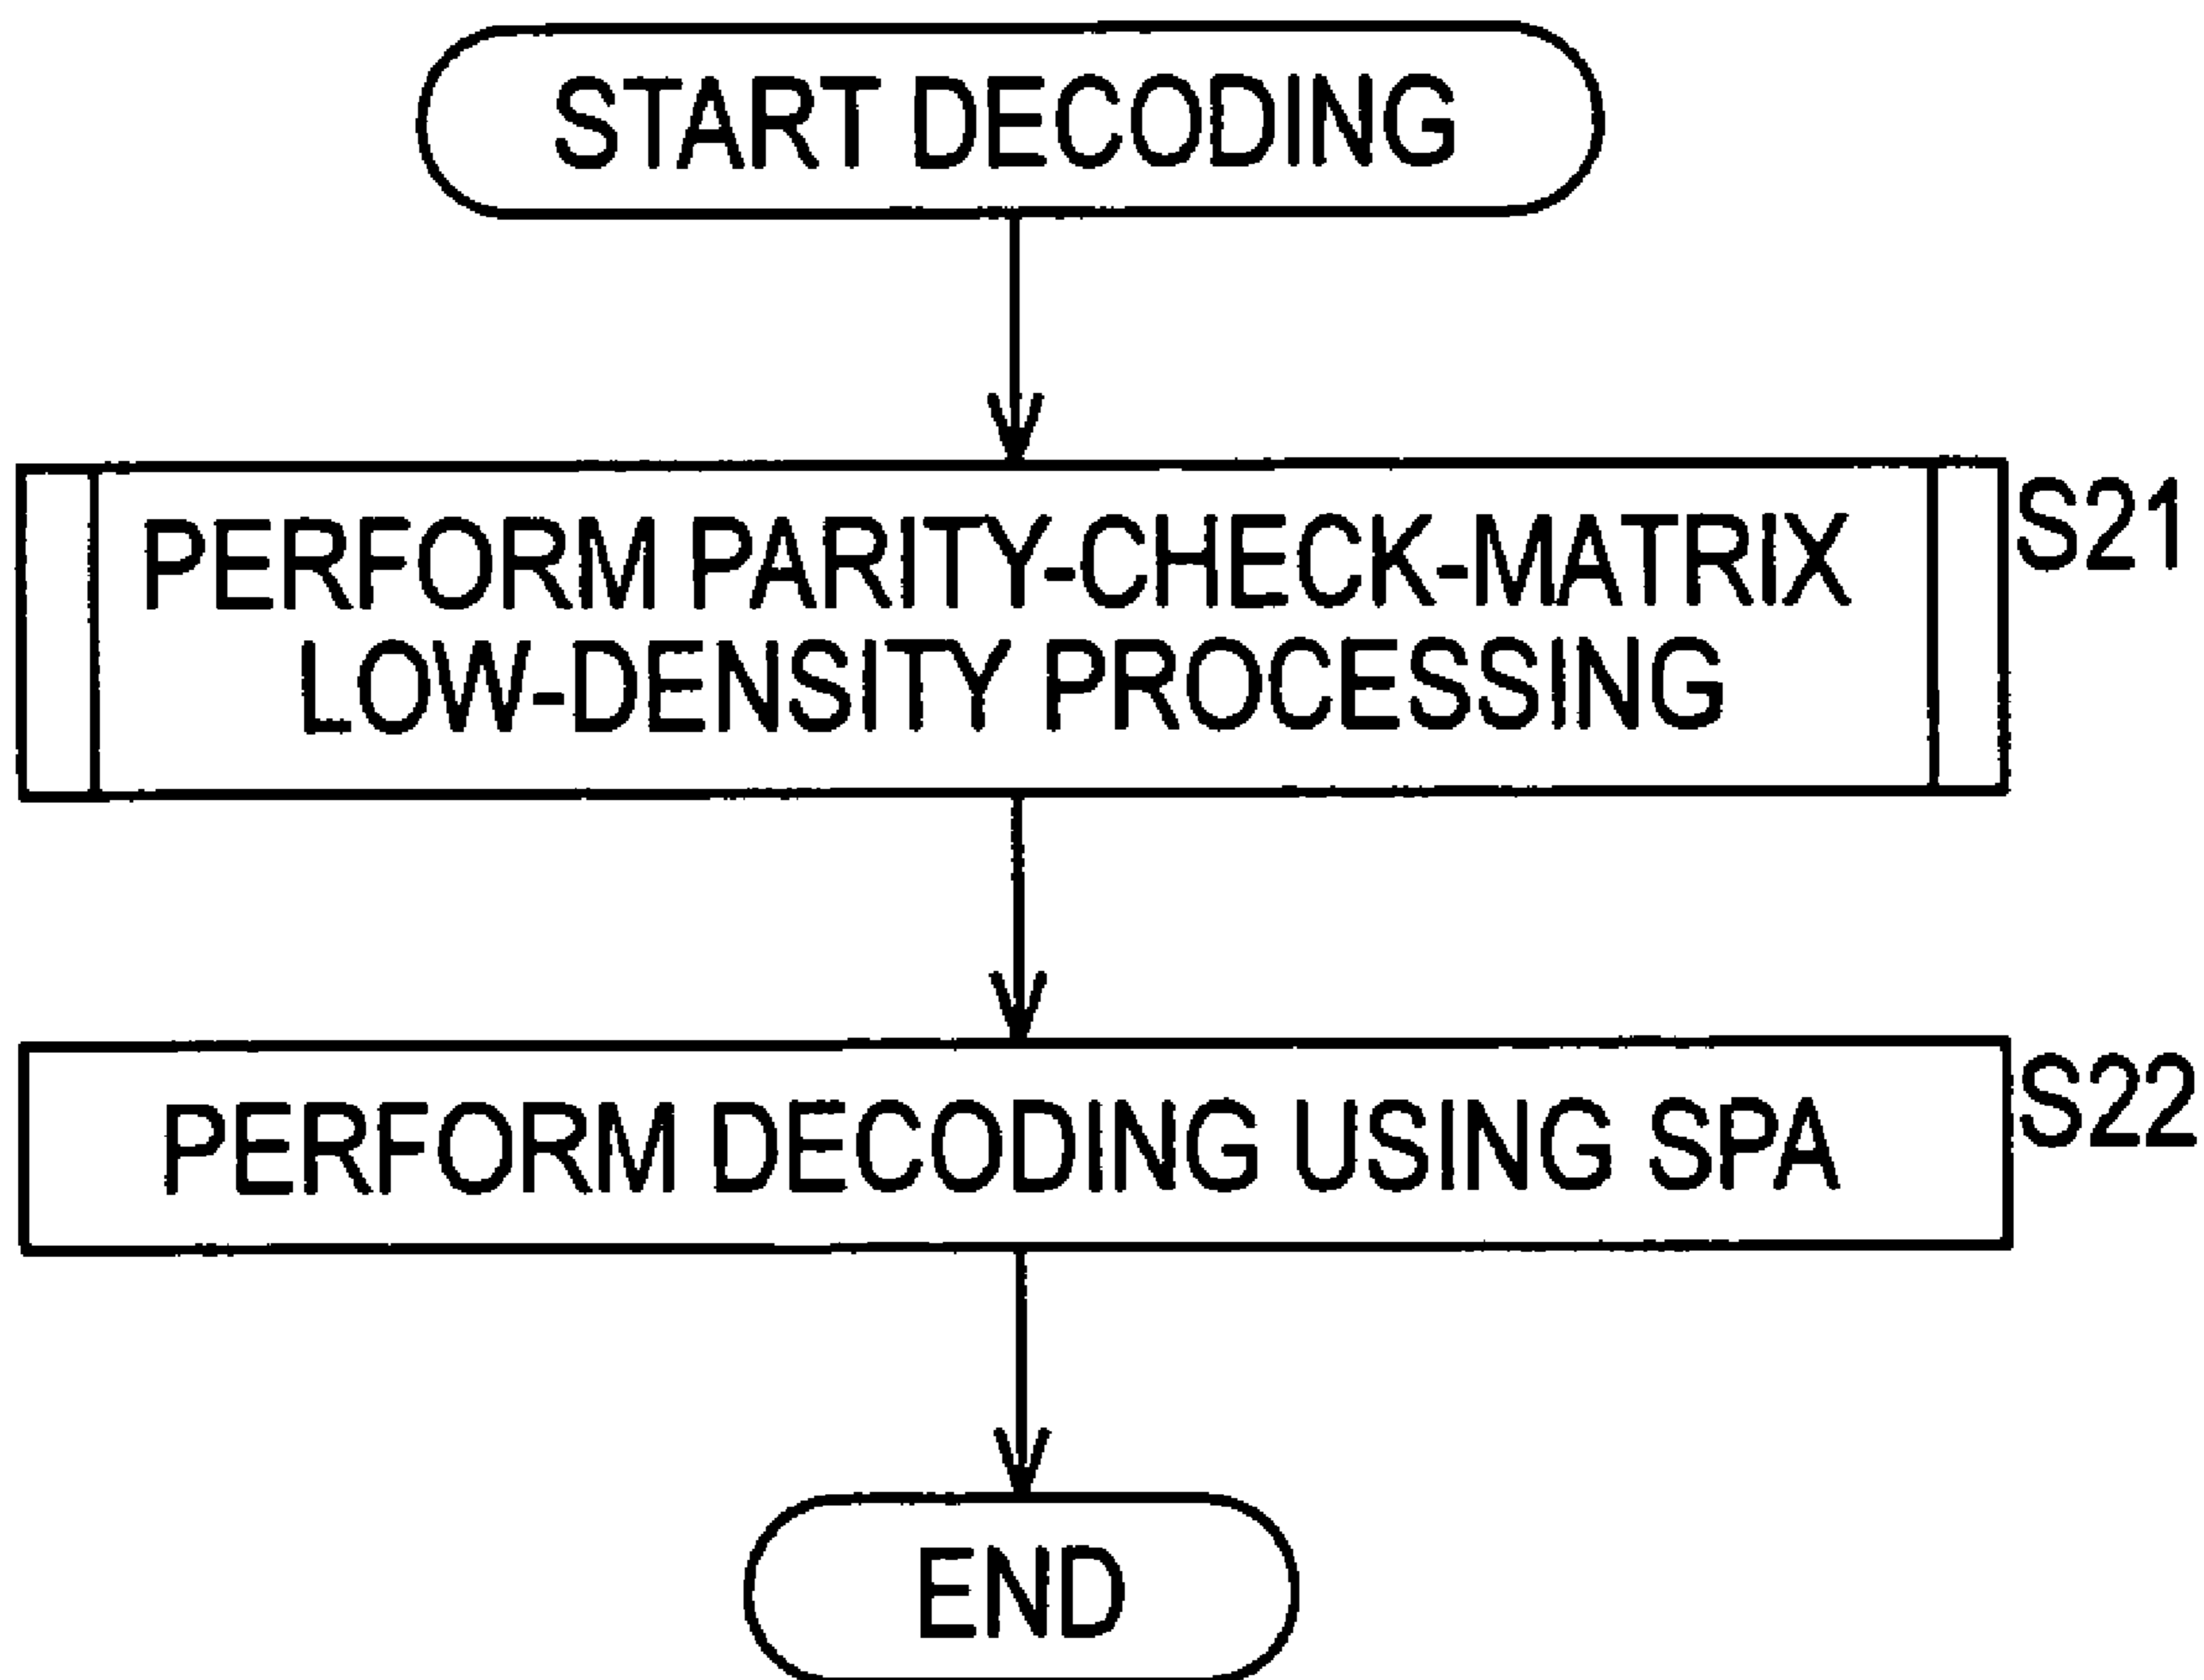 START DECODING
PERFORM PARITY-CHECK-MATRIX
LOW-DENSITY PROCESSING
S21
PERFORM DECODING USING SPA
S22
END